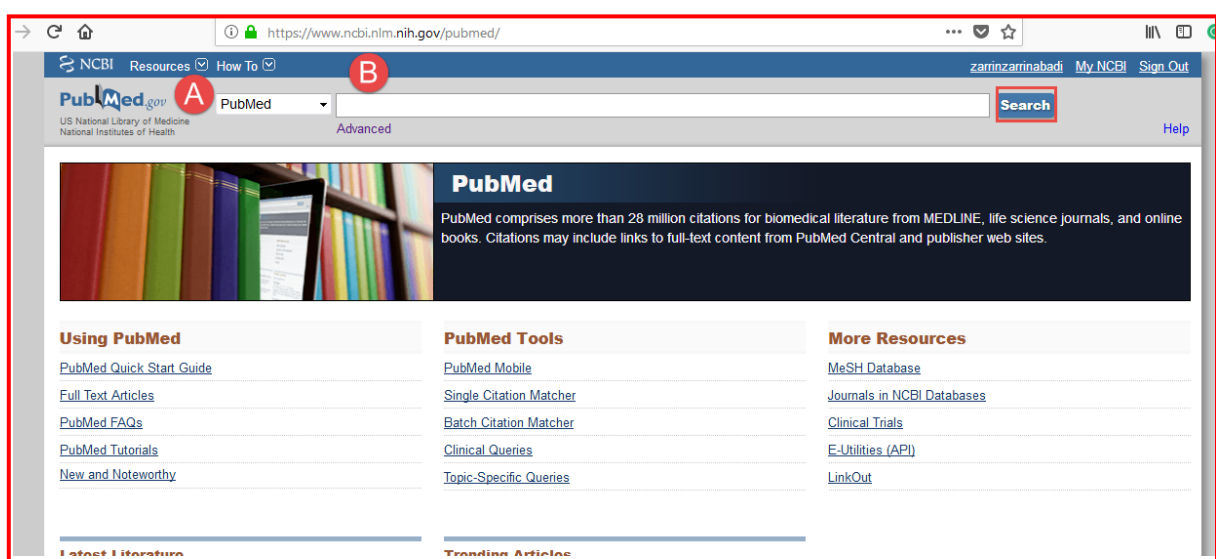 https://www.ncbi.nlm.nih.gov/pubmed/
NCBI Resources How To zarrinzarrinabadi My NCBI Sign Out
B
PubMed.gov
A
PubMed
Search
US National Library of Medicine
National Institutes of Health
Advanced
Help
PubMed
PubMed comprises more than 28 million citations for biomedical literature from MEDLINE, life science journals, and online
books. Citations may include links to full-text content from PubMed Central and publisher web sites.
Using PubMed
PubMed Quick Start Guide
Full Text Articles
PubMed FAQs
PubMed Tutorials
New and Noteworthy
PubMed Tools
PubMed Mobile
Single Citation Matcher
Batch Citation Matcher
Clinical Queries
Topic-Specific Queries
More Resources
MeSH Database
Journals in NCBI Databases
Clinical Trials
E-Utilities (API)
LinkOut
Latest Literature
Trending Articles